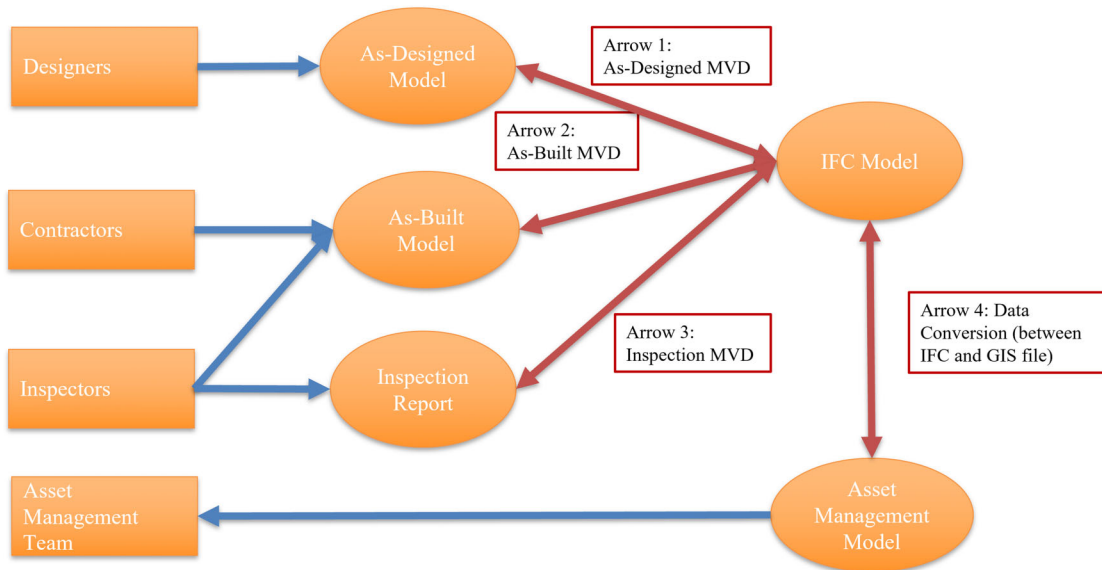 Designers
As-Designed
Model
Arrow 1:
As-Designed MVD
Arrow 2:
As-Built MVD
IFC Model
Contractors
As-Built
Model
Arrow 3:
Inspection MVD
Arrow 4: Data
Conversion (between
IFC and GIS file)
Inspectors
Inspection
Report
Asset
Management
Team
Asset
Management
Model